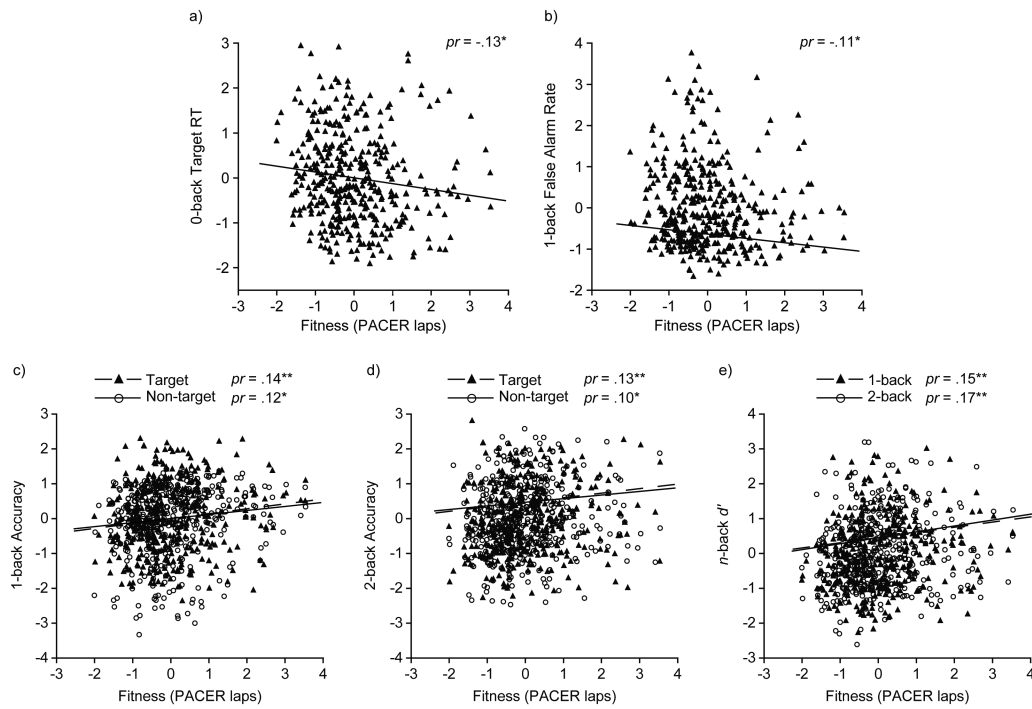 a)
pr = -.13*
0-back Target RT
3
2
1
0
-1
-2
-3 -2 -1 0 1 2 3 4
Fitness (PACER laps)
b)
pr = -.11*
1-back False Alarm Rate
4
3
2
1
0
-1
-2
-3 -2 -1 0 1 2 3 4
Fitness (PACER laps)
c)
Target pr = .14**
Non-target pr = .12*
1-back Accuracy
3
2
1
0
-1
-2
-3
-4
-3 -2 -1 0 1 2 3 4
Fitness (PACER laps)
d)
Target pr = .13**
Non-target pr = .10*
2-back Accuracy
3
2
1
0
-1
-2
-3
-4
-3 -2 -1 0 1 2 3 4
Fitness (PACER laps)
e)
1-back pr = .15**
2-back pr = .17**
n-back d'
4
3
2
1
0
-1
-2
-3
-3 -2 -1 0 1 2 3 4
Fitness (PACER laps)